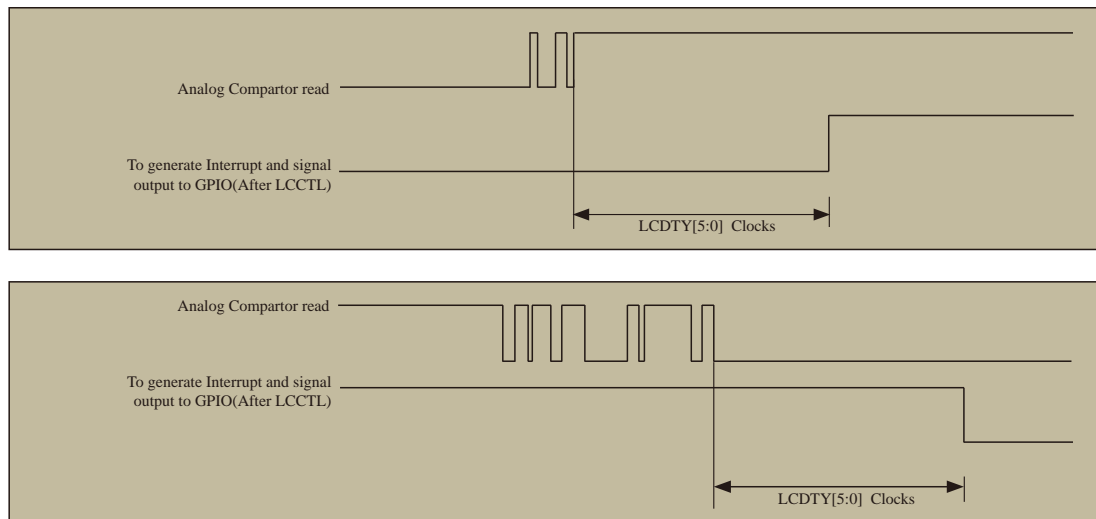 Analog Compartor read
To generate Interrupt and signal
output to GPIO(After LCCTL)
LCDTY[5:0] Clocks
Analog Compartor read
To generate Interrupt and signal
output to GPIO(After LCCTL)
LCDTY[5:0] Clocks